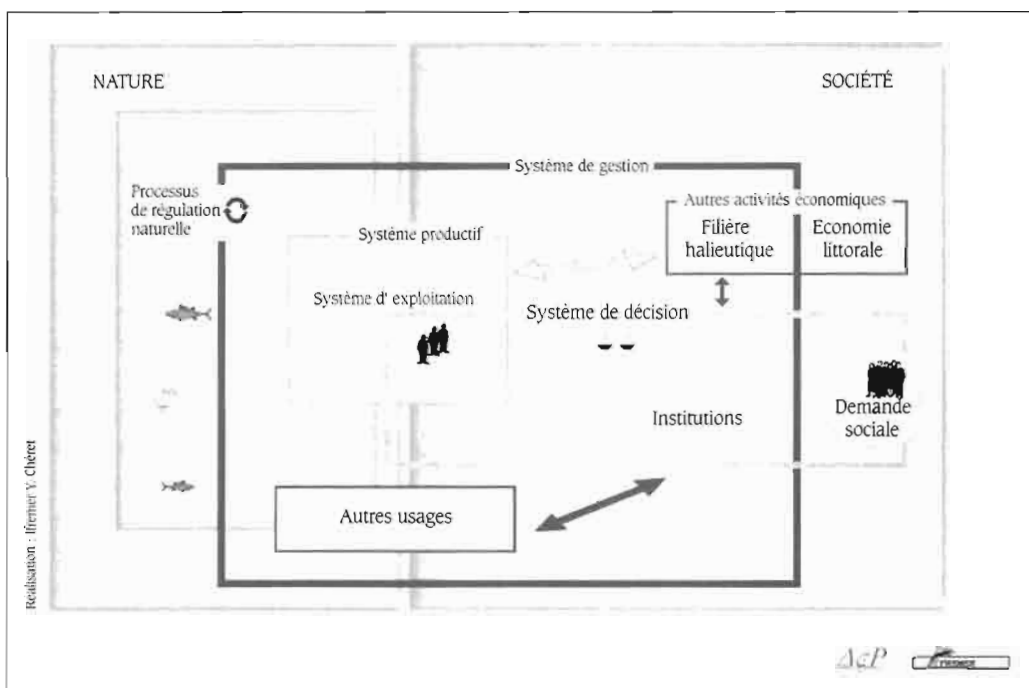 NATURE
SOCIÉTÉ
Système de gestion
Processus
de régulation
naturelle
Autres activités économiques
Filière
halieutique
Economie
littorale
Système productif
Système d' exploitation
Système de décision
Institutions
Demande
sociale
Autres usages
Réalisation : Ifremer Y. Chéret